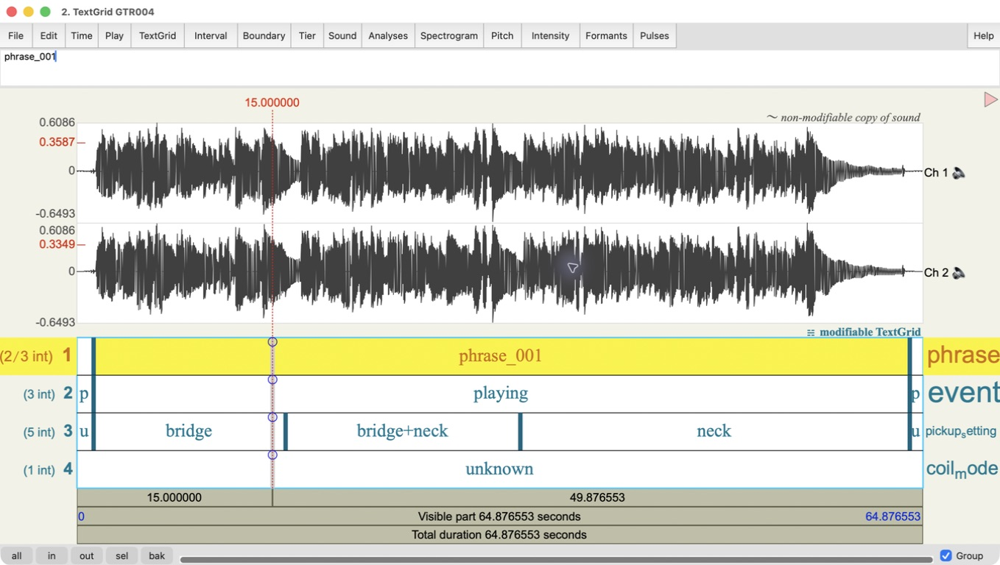 2. TextGrid GTR004
File Edit Time Play TextGrid Interval Boundary Tier Sound Analyses Spectrogram Pitch Intensity Formants Pulses Help
phrase_001
15.000000
~ non-modifiable copy of sound
0.6086
0.3587
0
-0.6493
Ch 1
0.6086
0.3349
0
-0.6493
Ch 2
modifiable TextGrid
(2/3 int) 1 phrase_001 phrase
(3 int) 2 p playing p event
(5 int) 3 u bridge bridge+neck neck u pickupsetting
(1 int) 4 unknown coilmode
15.000000 49.876553
0 Visible part 64.876553 seconds 64.876553
Total duration 64.876553 seconds
all in out sel bak Group